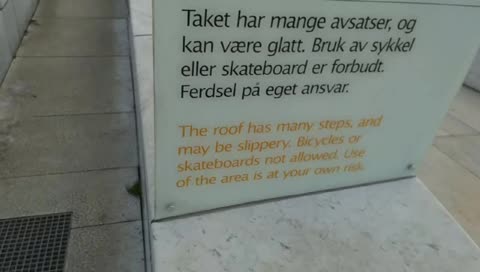 Taket har mange avsatser, og
kan være glatt. Bruk av sykkel
eller skateboard er forbudt.
Ferdsel på eget ansvar.
The roof has many steps, and
may be slippery. Bicycles or
skateboards not allowed. Use
of the area is at your own risk.